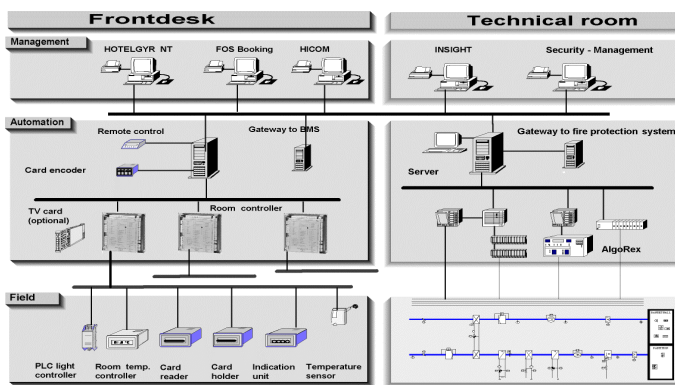 Frontdesk
Technical room
Management
HOTELGYR NT
FOS Booking
HICOM
INSIGHT
Security - Management
Automation
Remote control
Gateway to BMS
Gateway to fire protection system
Card encoder
Server
TV card
(optional)
Room controller
AlgoRex
Field
PLC light
controller
Room temp.
controller
Card
reader
Card
holder
Indication
unit
Temperature
sensor